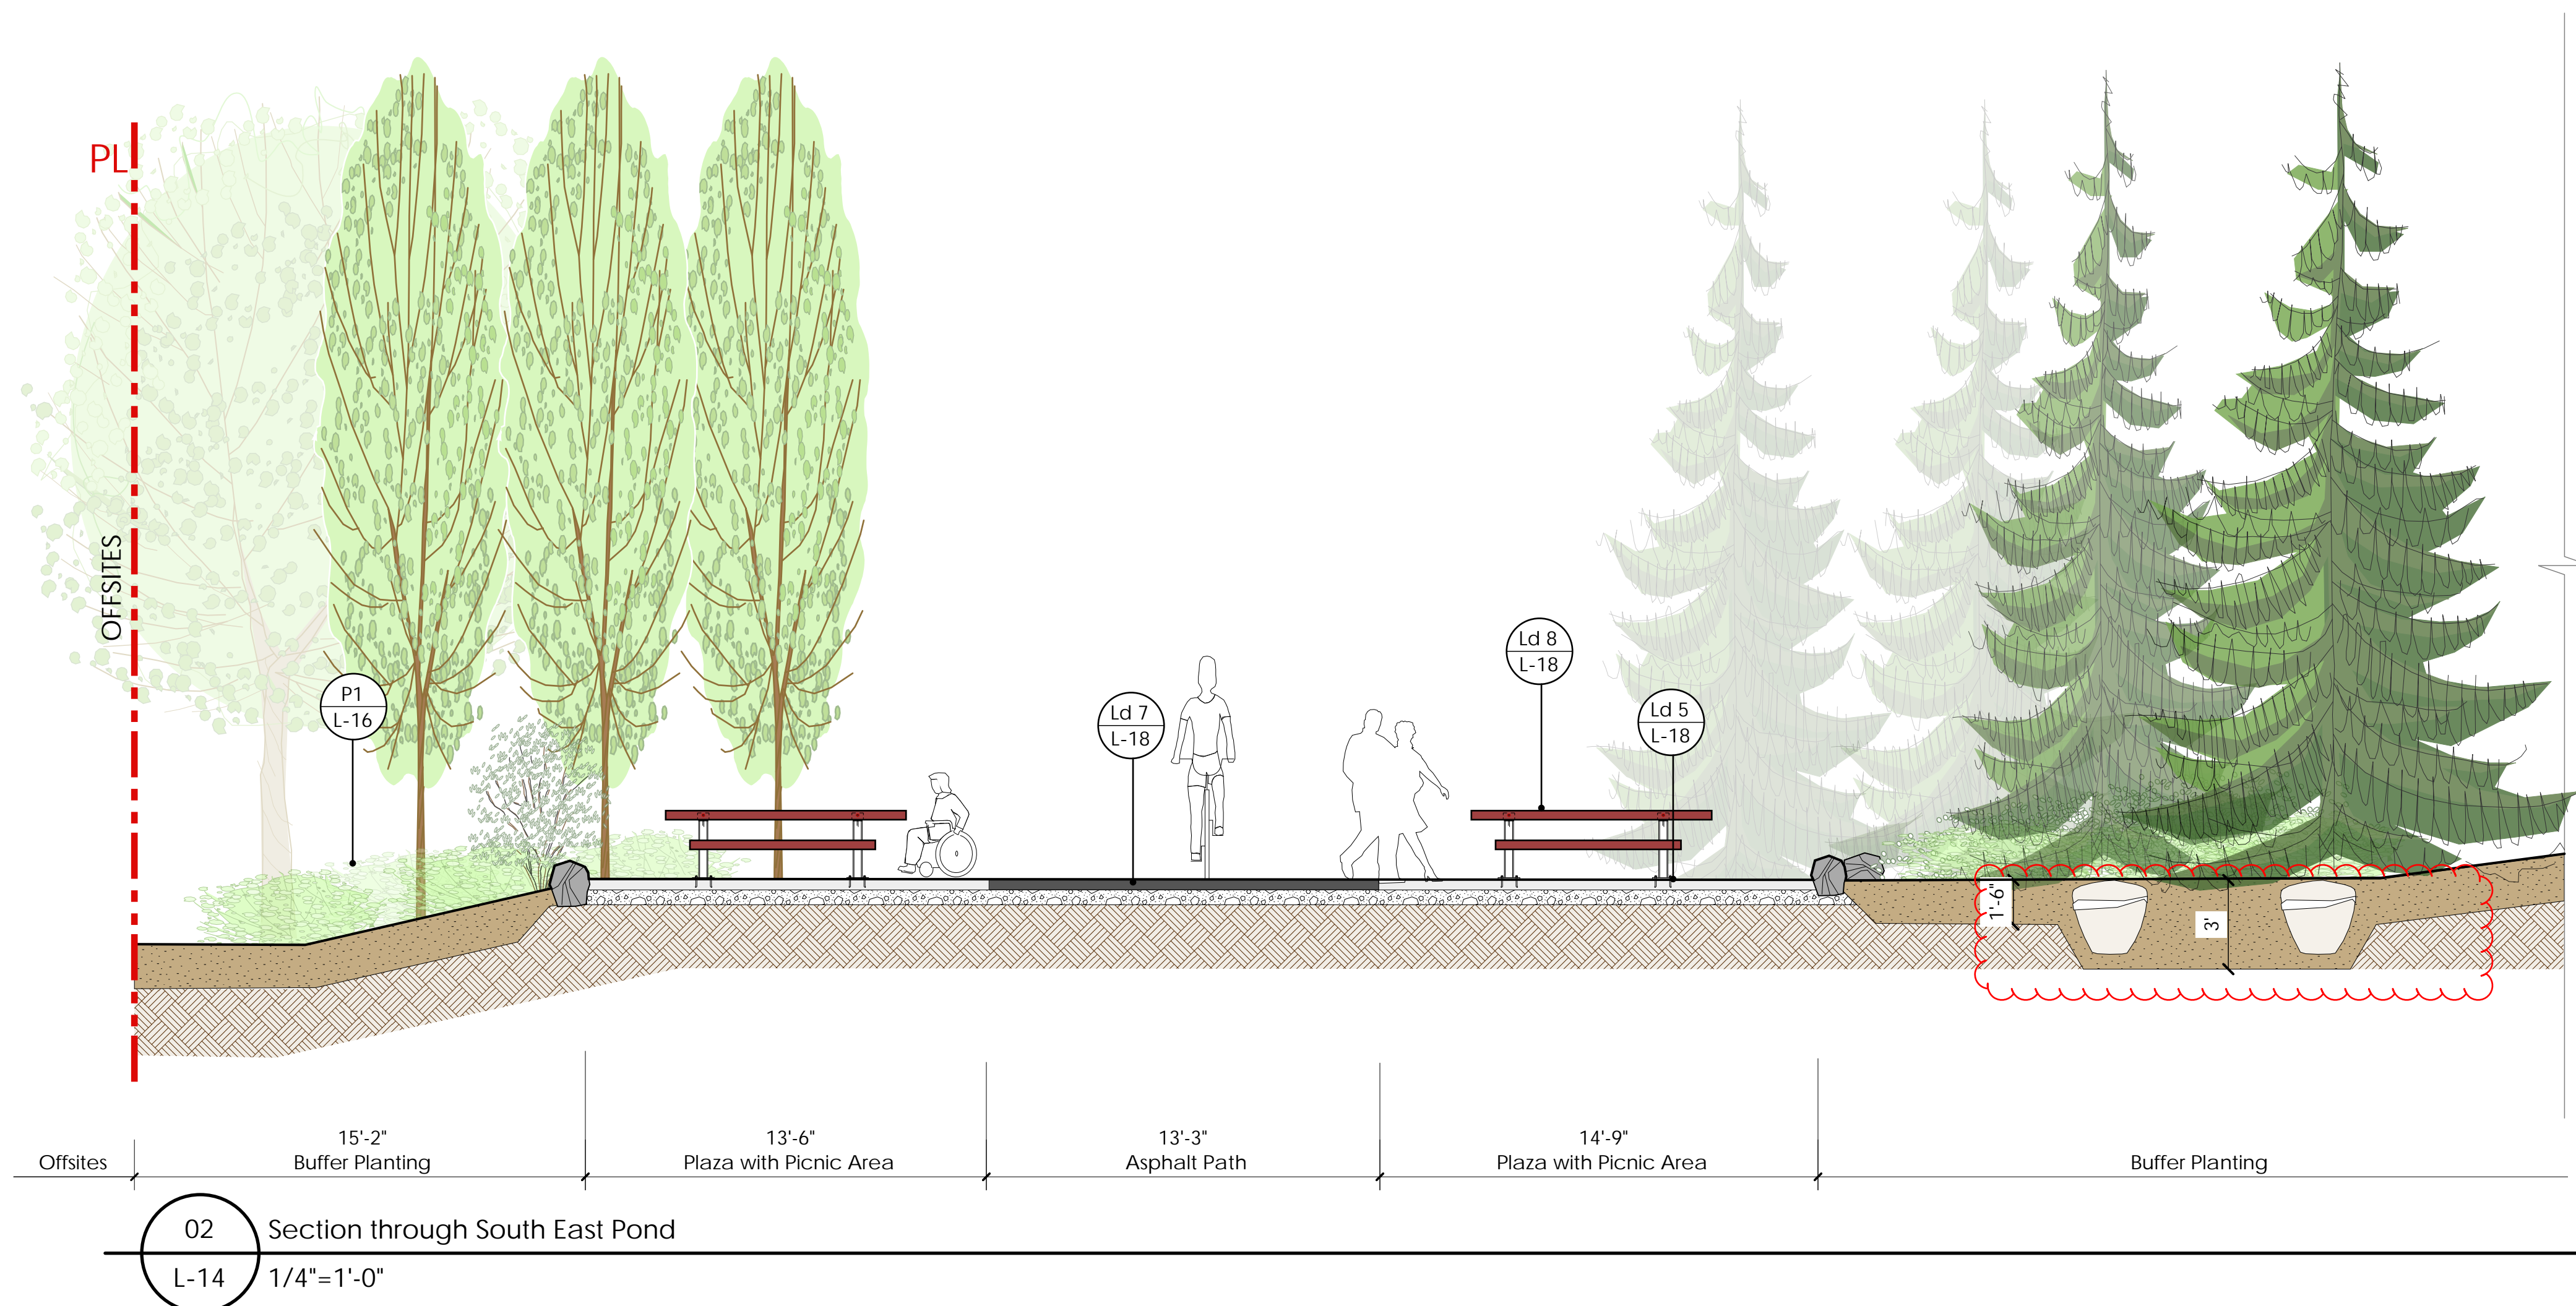 PL
OFFSITES
P1
L-16
Ld 7
L-18
Ld 8
L-18
Ld 5
L-18
1'-6"
3'
Offsites
15'-2"
Buffer Planting
13'-6"
Plaza with Picnic Area
13'-3"
Asphalt Path
14'-9"
Plaza with Picnic Area
Buffer Planting
02
Section through South East Pond
L-14
1/4"=1'-0"